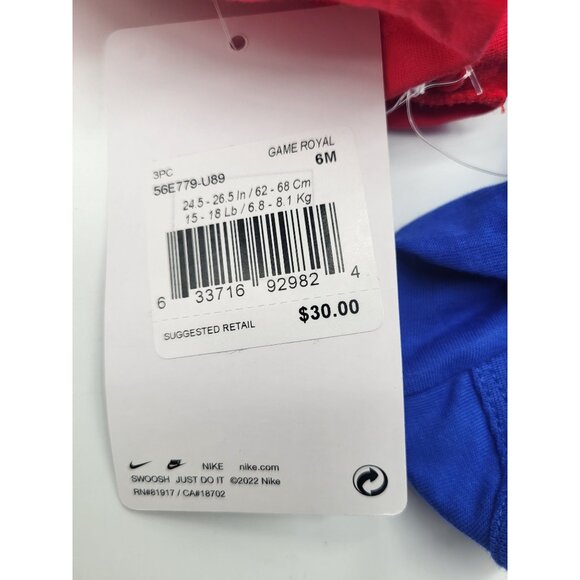 3PC GAME ROYAL
56E779-U89 6M
24.5 - 26.5 In / 62 - 68 Cm
15 - 18 Lb / 6.8 - 8.1 Kg
6 33716 92982 4
SUGGESTED RETAIL $30.00
NIKE nike.com
SWOOSH JUST DO IT ©2022 Nike
RN#81917 / CA#18702